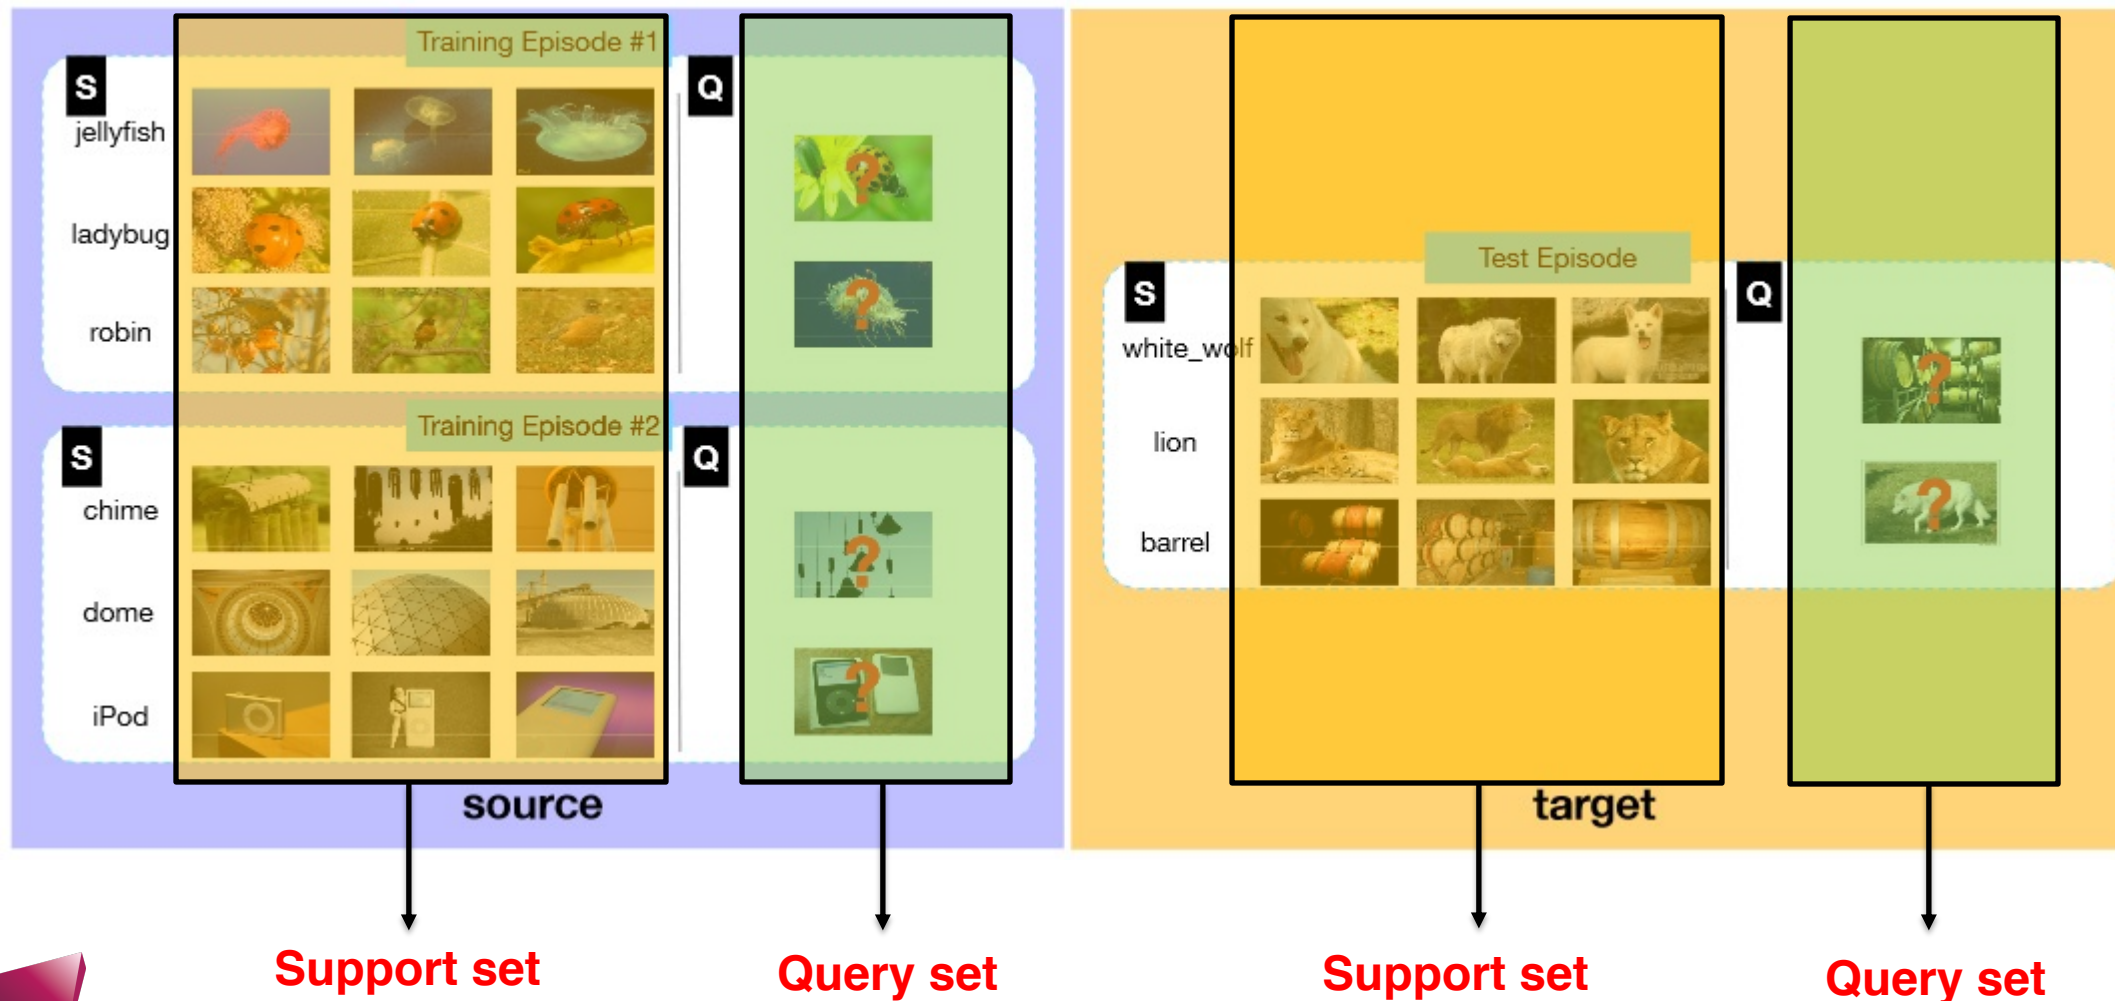 Training Episode #1
S
Q
jellyfish
ladybug
robin
?
?
Training Episode #2
S
Q
chime
dome
iPod
?
?
source
Test Episode
S
Q
white_wolf
lion
barrel
?
?
target
Support set
Query set
Support set
Query set